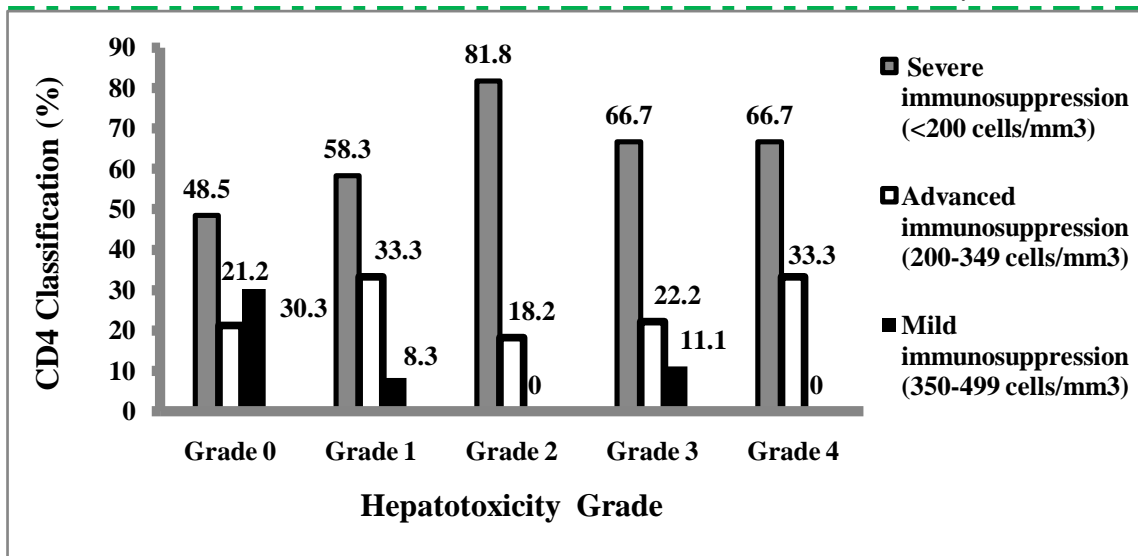 CD4 Classification (%)
90
80
70
60
50
40
30
20
10
0
48.5
21.2
30.3
58.3
33.3
8.3
81.8
18.2
0
66.7
22.2
11.1
66.7
33.3
0
Grade 0
Grade 1
Grade 2
Grade 3
Grade 4
Hepatotoxicity Grade
Severe
immunosuppression
(<200 cells/mm3)
Advanced
immunosuppression
(200-349 cells/mm3)
Mild
immunosuppression
(350-499 cells/mm3)